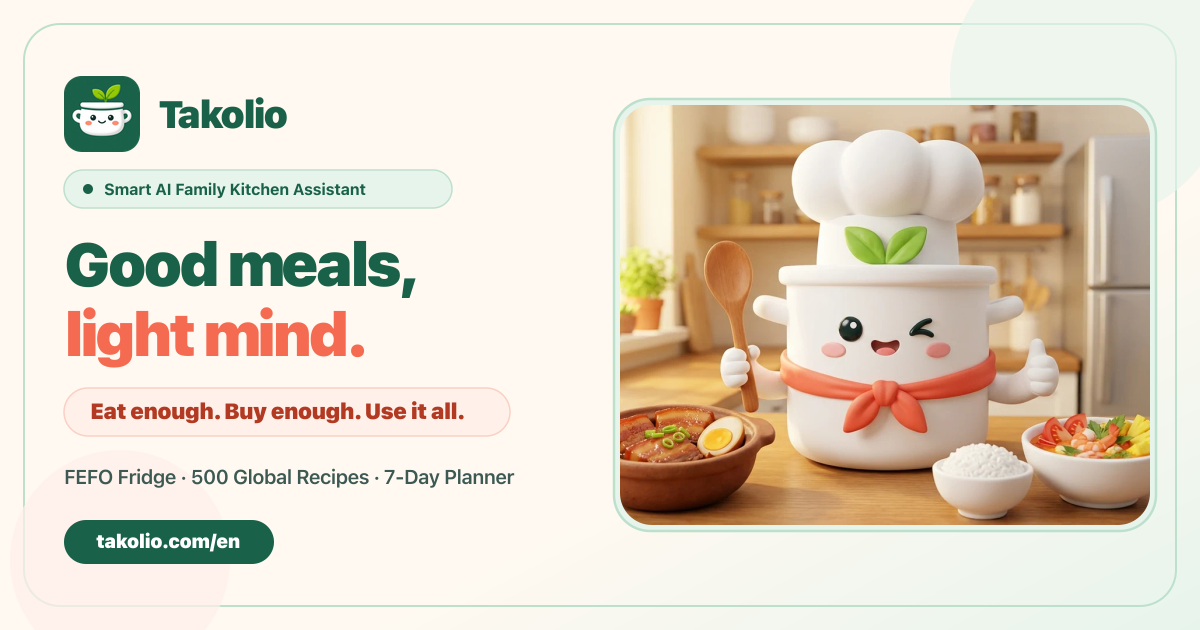 Takolio
Smart AI Family Kitchen Assistant
Good meals,
light mind.
Eat enough. Buy enough. Use it all.
FEFO Fridge · 500 Global Recipes · 7-Day Planner
takolio.com/en